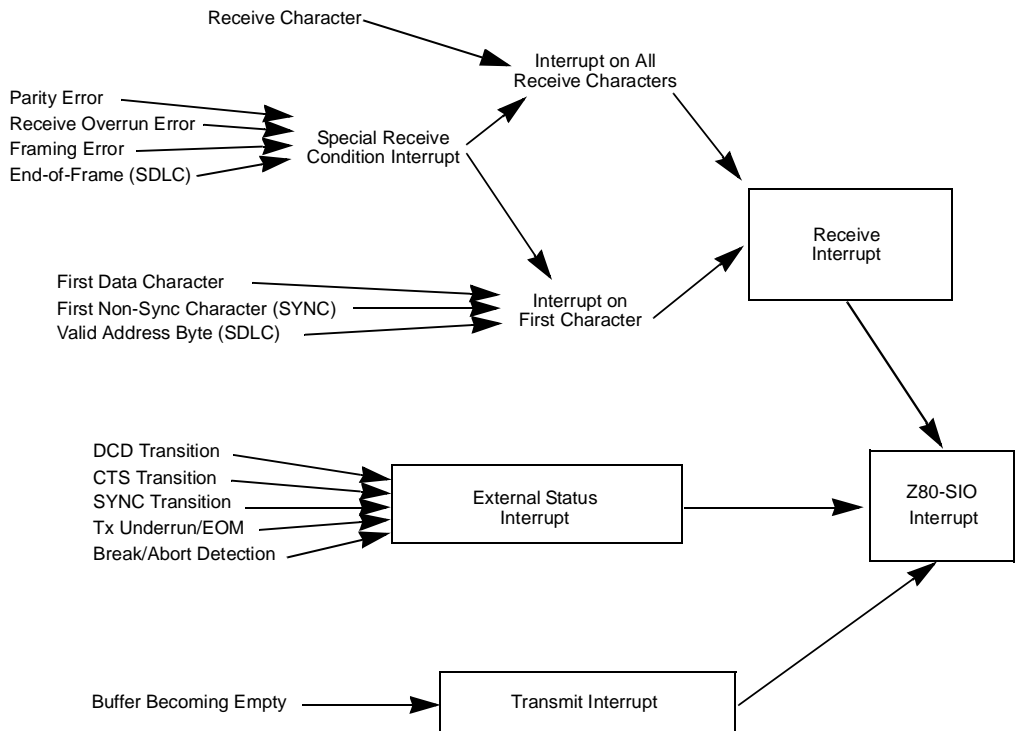 Receive Character
Interrupt on All
Receive Characters
Parity Error
Receive Overrun Error
Framing Error
End-of-Frame (SDLC)
Special Receive
Condition Interrupt
Receive
Interrupt
First Data Character
First Non-Sync Character (SYNC)
Valid Address Byte (SDLC)
Interrupt on
First Character
DCD Transition
CTS Transition
SYNC Transition
Tx Underrun/EOM
Break/Abort Detection
External Status
Interrupt
Z80-SIO
Interrupt
Buffer Becoming Empty
Transmit Interrupt